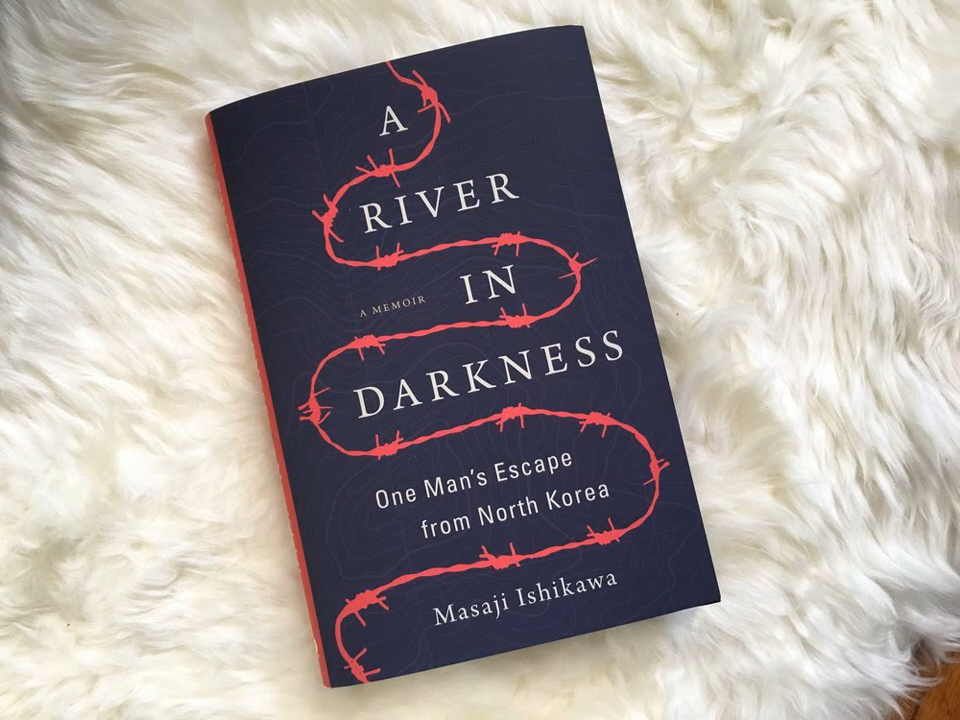 A
RIVER
IN
A MEMOIR
DARKNESS
One Man's Escape
from North Korea
Masaji Ishikawa